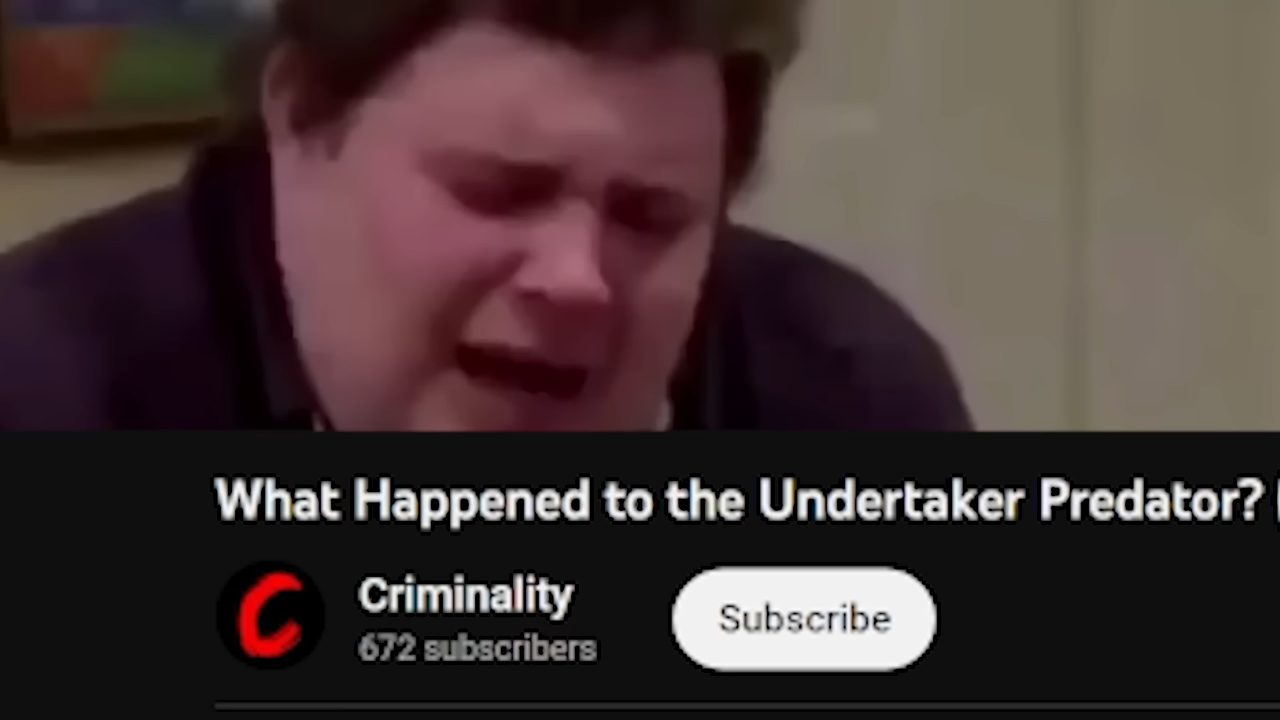 What Happened to the Undertaker Predator?
Criminality
672 subscribers
Subscribe